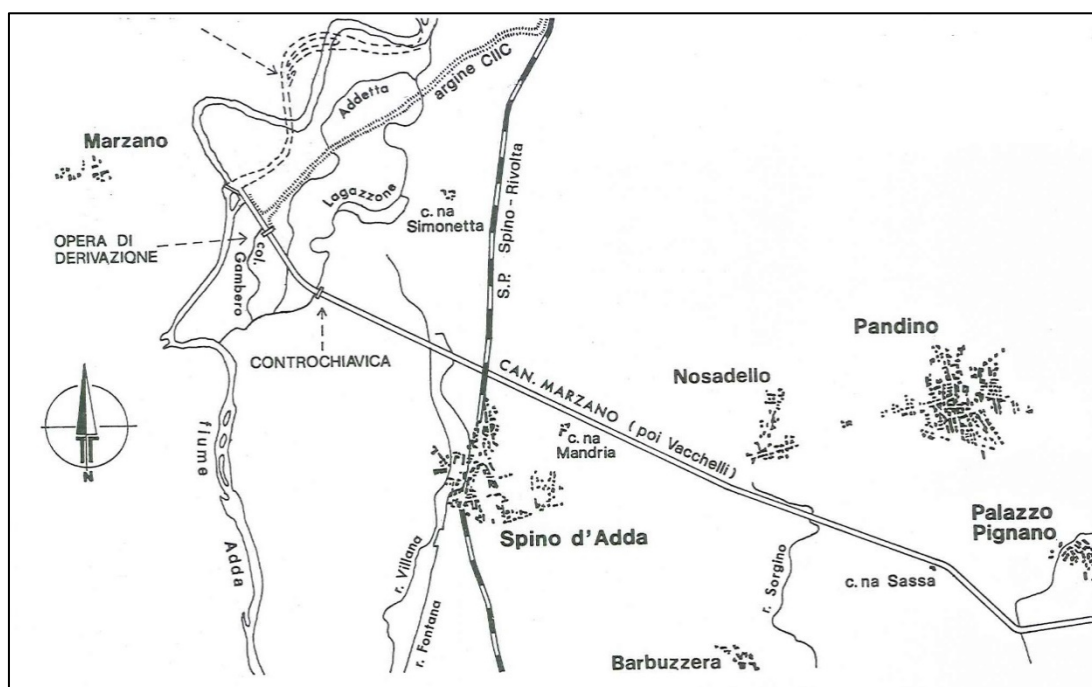 argine CIIC
Addetta
Marzano
Lagazzone
c.na
Simonetta
S.P. Spino-Rivolta
OPERA DI
DERIVAZIONE
col.
Gambero
CONTROCHIAVICA
Pandino
CAN. MARZANO (poi Vacchelli)
Nosadello
N
fiume
Adda
c.na
Mandria
Spino d'Adda
Palazzo
Pignano
r. Villana
r. Fontana
r. Sorgino
c.na Sassa
Barbuzzera